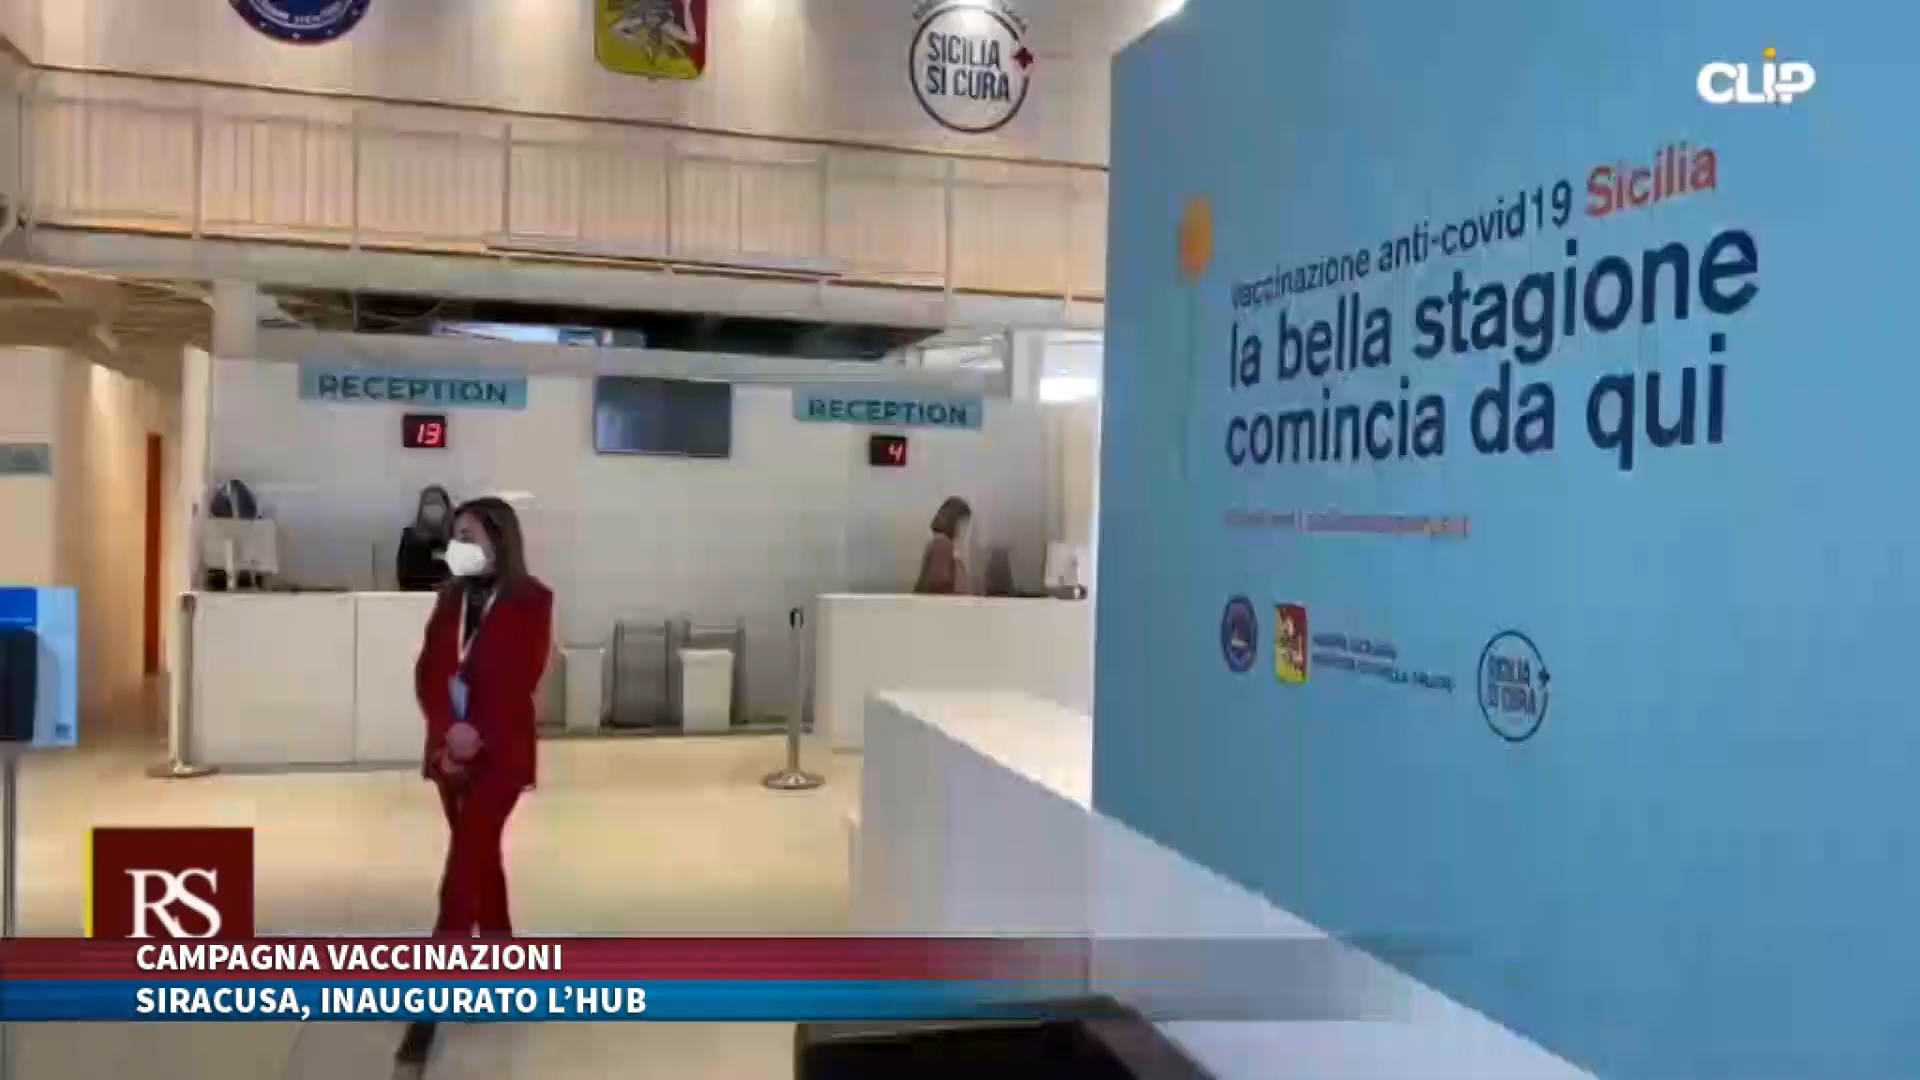 SICILIA
SI CURA
CLIP
vaccinazione anti-covid19 Sicilia
la bella stagione
comincia da qui
RECEPTION
RECEPTION
13
4
SICILIA
SI CURA
RS
CAMPAGNA VACCINAZIONI
SIRACUSA, INAUGURATO L’HUB